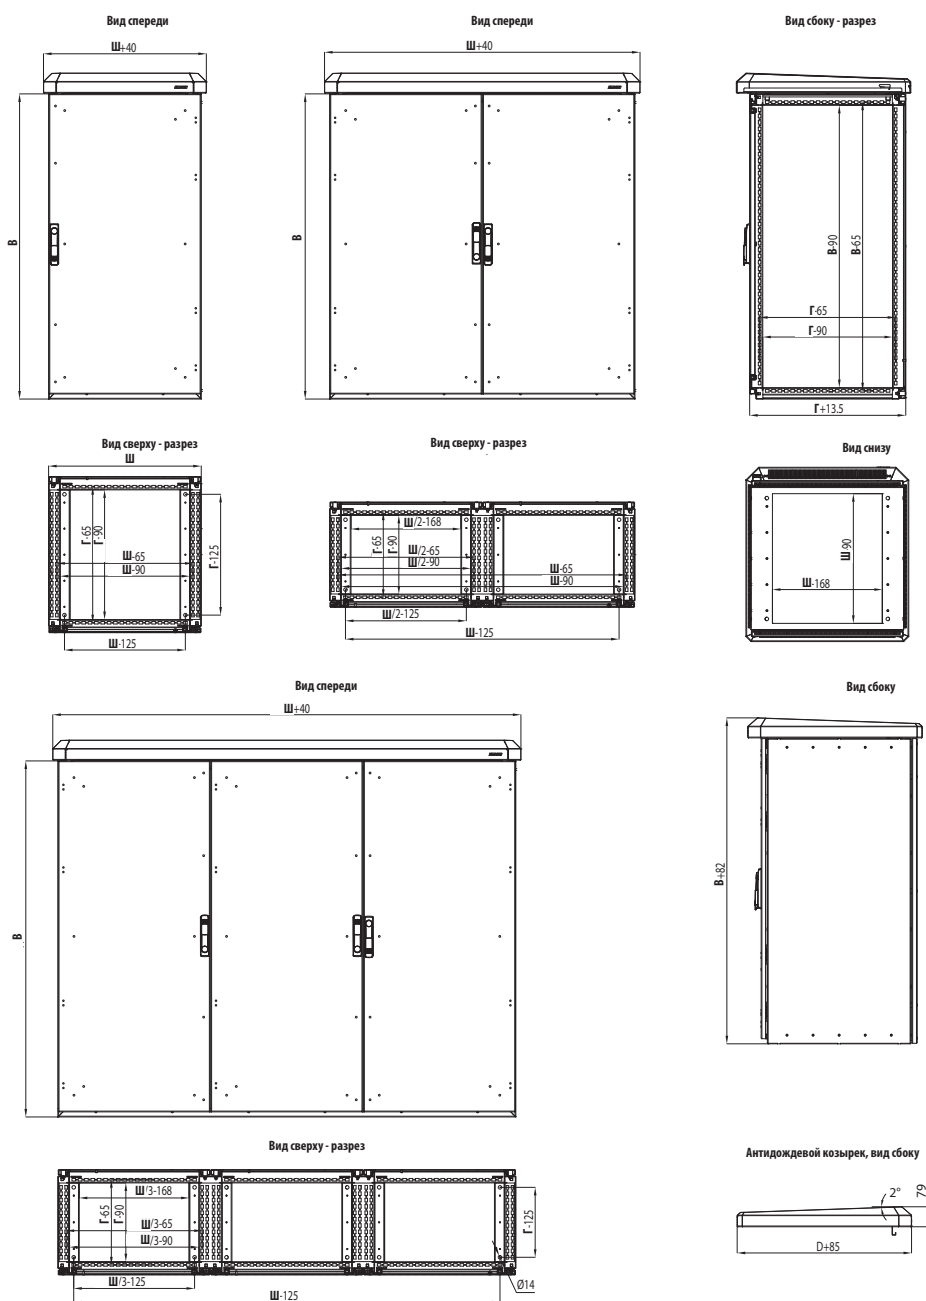 Вид спереди
Вид спереди
Вид сбоку - разрез
Ш+40
Ш+40
В
В
В-90
В-65
Г-65
Г-90
Г+13.5
Вид сверху - разрез
Ш
Вид сверху - разрез
Вид снизу
Г-65
Г-90
Ш-65
Ш-90
Г-125
Ш-125
Ш/2-168
Г-65
Г-90
Ш/2-65
Ш/2-90
Ш-65
Ш-90
Ш/2-125
Ш-125
Ш-90
Ш-168
Вид спереди
Вид сбоку
Ш+40
В
В+82
Вид сверху - разрез
Антидождевой козырек, вид сбоку
Ш/3-168
Г-65
Г-90
Ш/3-65
Ш/3-90
Ш/3-125
Г-125
Ø14
Ш-125
2°
79
D+85